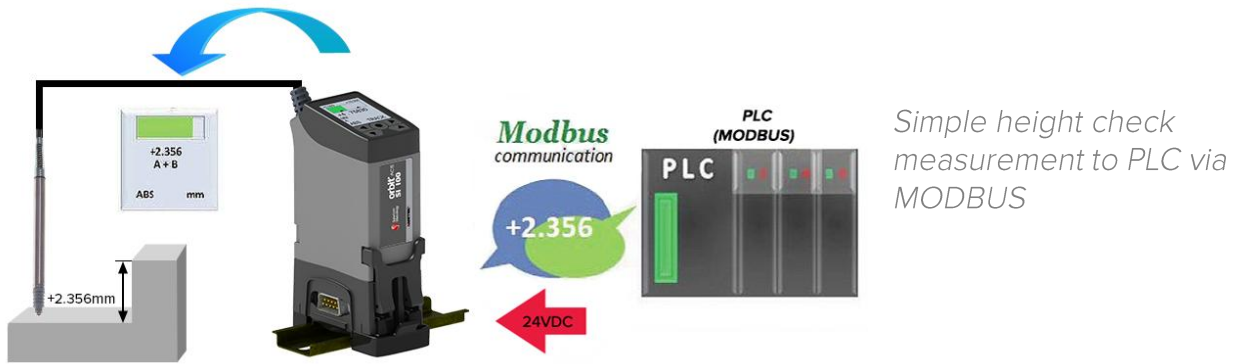 +2.356
A + B
ABS mm
+2.356mm
orbit
SI 100
Modbus
communication
+2.356
24VDC
PLC
(MODBUS)
PLC
Simple height check
measurement to PLC via
MODBUS